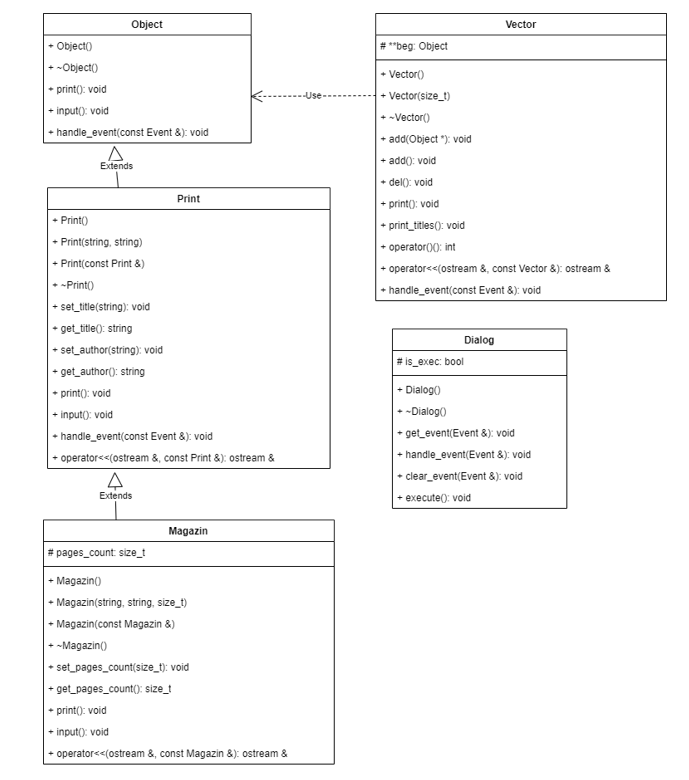 Object
+ Object()
+ ~Object()
+ print(): void
+ input(): void
+ handle_event(const Event &): void
Vector
# **beg: Object
+ Vector()
+ Vector(size_t)
+ ~Vector()
+ add(Object *): void
+ add(): void
+ del(): void
+ print(): void
+ print_titles(): void
+ operator()(): int
+ operator<<(ostream &, const Vector &): ostream &
+ handle_event(const Event &): void
Use
Extends
Print
+ Print()
+ Print(string, string)
+ Print(const Print &)
+ ~Print()
+ set_title(string): void
+ get_title(): string
+ set_author(string): void
+ get_author(): string
+ print(): void
+ input(): void
+ handle_event(const Event &): void
+ operator<<(ostream &, const Print &): ostream &
Dialog
# is_exec: bool
+ Dialog()
+ ~Dialog()
+ get_event(Event &): void
+ handle_event(Event &): void
+ clear_event(Event &): void
+ execute(): void
Extends
Magazin
# pages_count: size_t
+ Magazin()
+ Magazin(string, string, size_t)
+ Magazin(const Magazin &)
+ ~Magazin()
+ set_pages_count(size_t): void
+ get_pages_count(): size_t
+ print(): void
+ input(): void
+ operator<<(ostream &, const Magazin &): ostream &